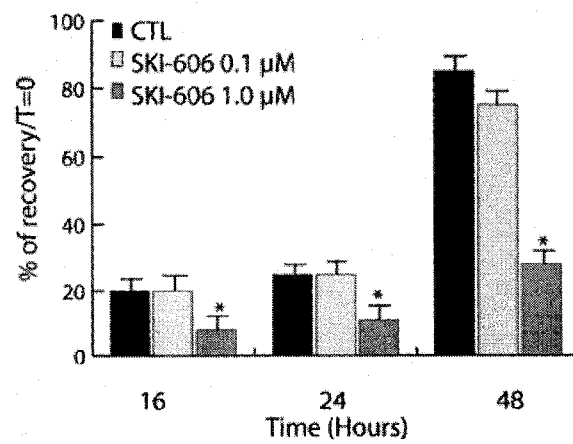 % of recovery/T=0
100
80
60
40
20
0
CTL
SKI-606 0.1 µM
SKI-606 1.0 µM
*
*
*
16 24 48
Time (Hours)